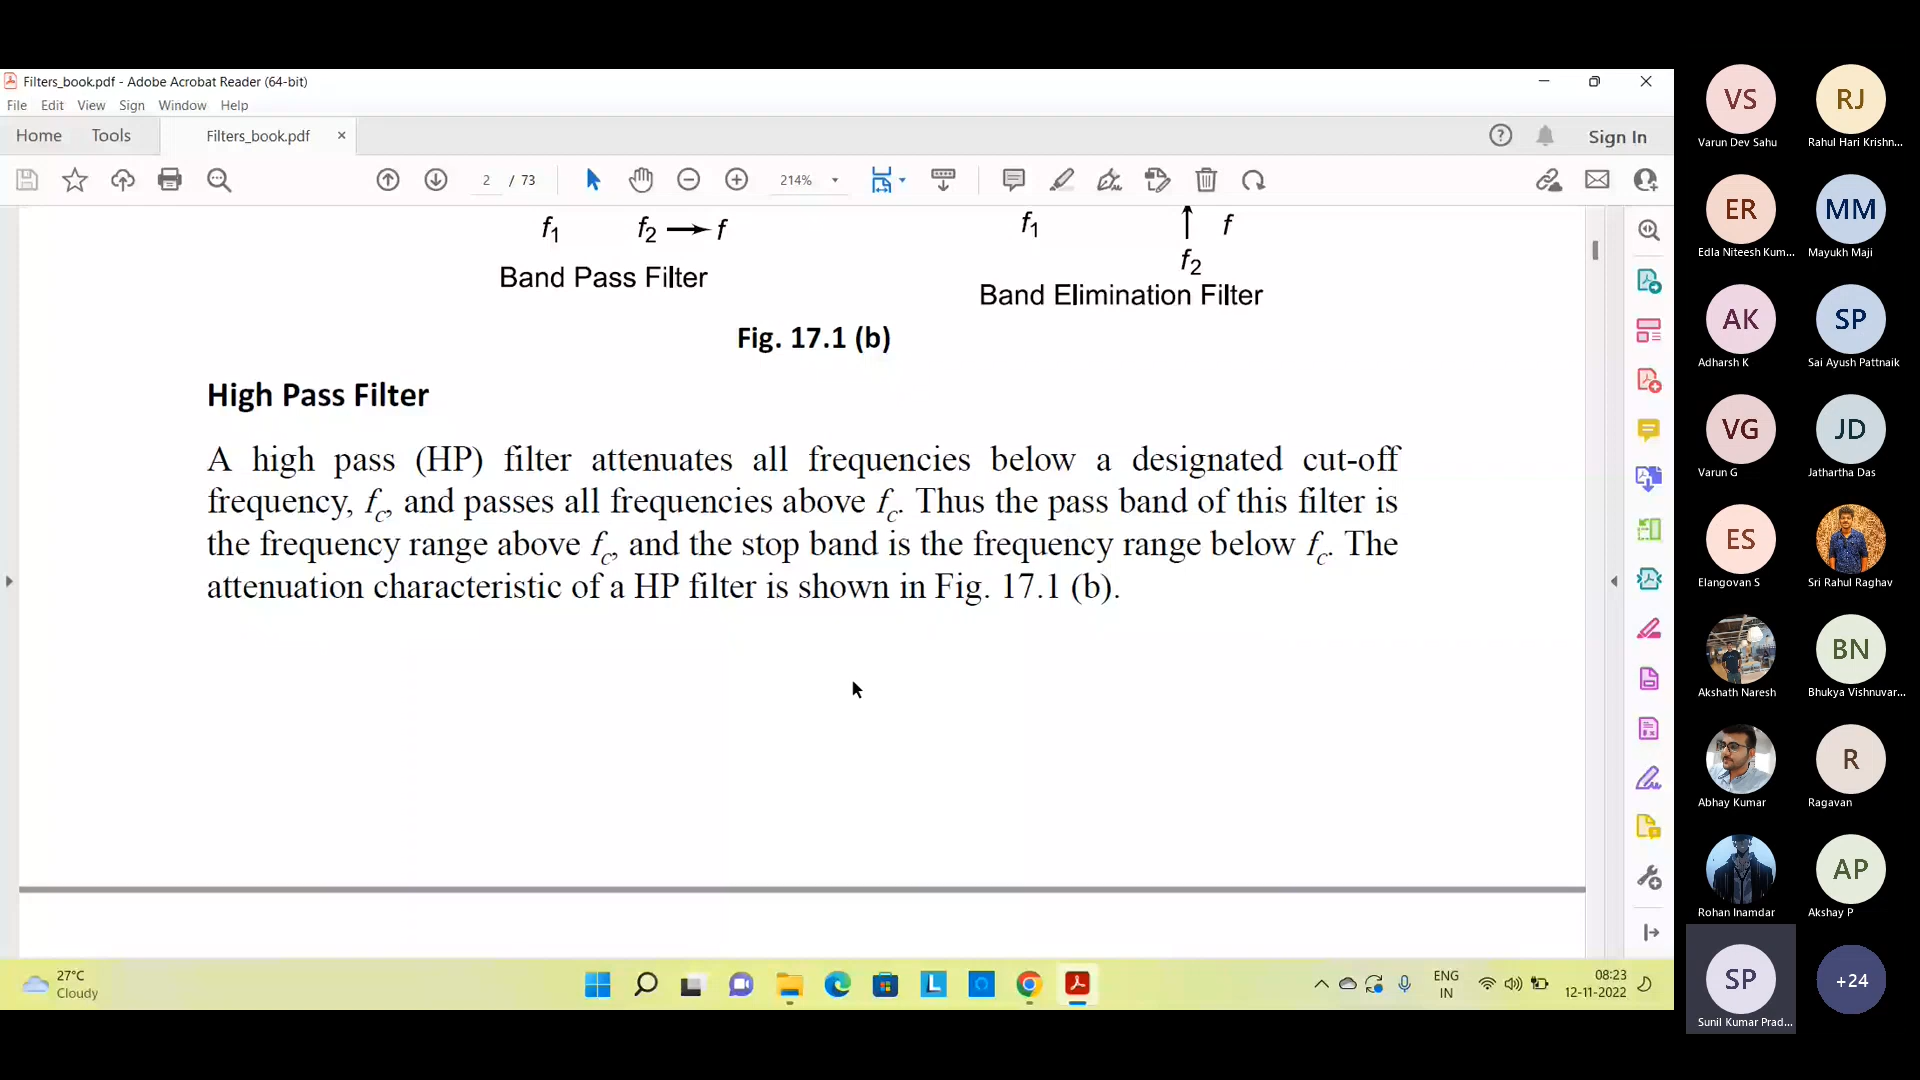 Filters_book.pdf - Adobe Acrobat Reader (64-bit)
File Edit View Sign Window Help
Home Tools Filters_book.pdf × Sign In
2 / 73 214%
f1 f2 f
Band Pass Filter
f1 f
f2
Band Elimination Filter
Fig. 17.1 (b)
High Pass Filter
A high pass (HP) filter attenuates all frequencies below a designated cut-off
frequency, fc, and passes all frequencies above fc. Thus the pass band of this filter is
the frequency range above fc, and the stop band is the frequency range below fc. The
attenuation characteristic of a HP filter is shown in Fig. 17.1 (b).
27°C
Cloudy
ENG
IN
08:23
12-11-2022
VS RJ
Varun Dev Sahu Rahul Hari Krishn...
ER MM
Edla Niteesh Kum... Mayukh Maji
AK SP
Adharsh K Sai Ayush Pattnaik
VG JD
Varun G Jathartha Das
ES
Elangovan S Sri Rahul Raghav
BN
Akshath Naresh Bhukya Vishnuvar...
R
Abhay Kumar Ragavan
AP
Rohan Inamdar Akshay P
SP +24
Sunil Kumar Prad...